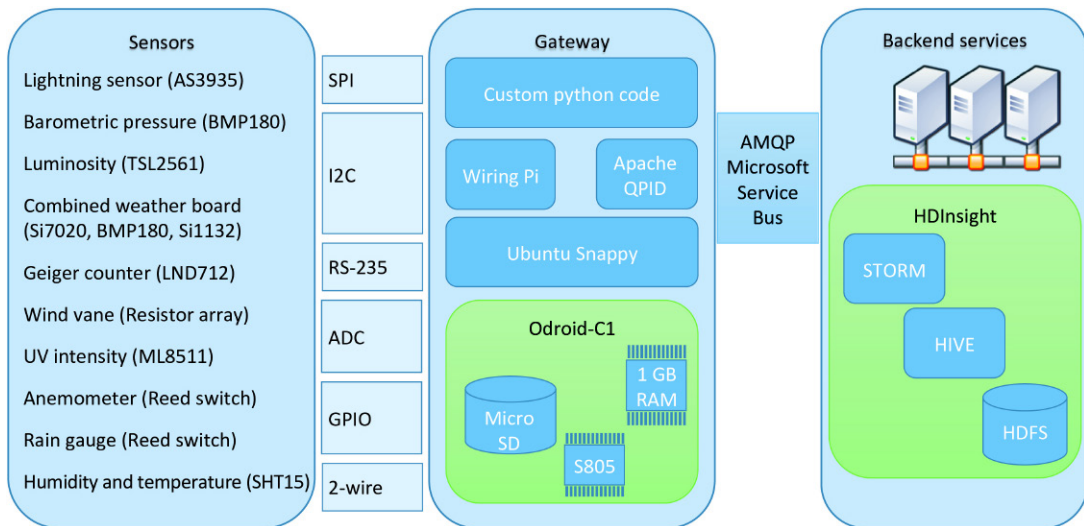 Sensors
Lightning sensor (AS3935)
Barometric pressure (BMP180)
Luminosity (TSL2561)
Combined weather board
(Si7020, BMP180, Si1132)
Geiger counter (LND712)
Wind vane (Resistor array)
UV intensity (ML8511)
Anemometer (Reed switch)
Rain gauge (Reed switch)
Humidity and temperature (SHT15)
SPI
I2C
RS-235
ADC
GPIO
2-wire
Gateway
Custom python code
Wiring Pi
Apache
QPID
Ubuntu Snappy
Odroid-C1
1 GB
RAM
Micro
SD
S805
AMQP
Microsoft
Service
Bus
Backend services
HDInsight
STORM
HIVE
HDFS